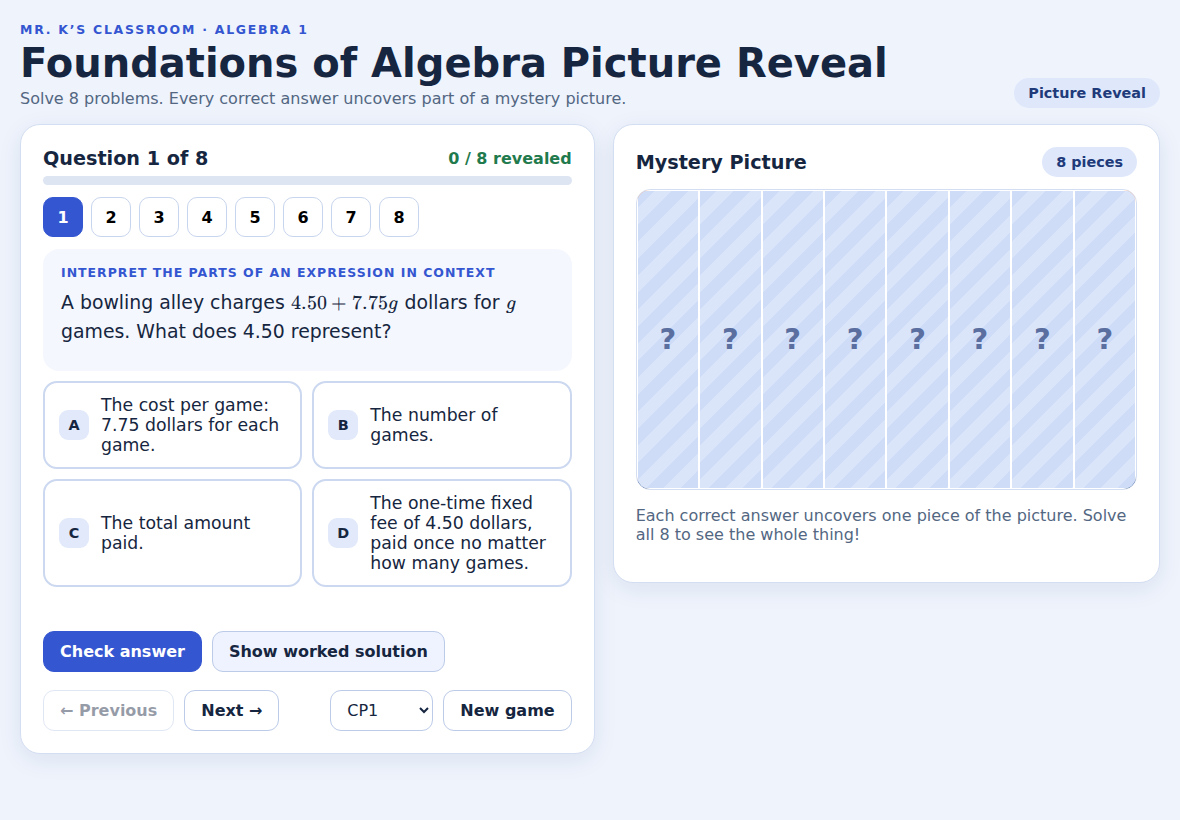 MR. K’S CLASSROOM · ALGEBRA 1
Foundations of Algebra Picture Reveal
Solve 8 problems. Every correct answer uncovers part of a mystery picture.
Picture Reveal
Question 1 of 8
0 / 8 revealed
1 2 3 4 5 6 7 8
INTERPRET THE PARTS OF AN EXPRESSION IN CONTEXT
A bowling alley charges 4.50 + 7.75g dollars for g
games. What does 4.50 represent?
A
The cost per game:
7.75 dollars for each
game.
B
The number of
games.
C
The total amount
paid.
D
The one-time fixed
fee of 4.50 dollars,
paid once no matter
how many games.
Check answer
Show worked solution
← Previous
Next →
CP1
New game
Mystery Picture
8 pieces
? ? ? ? ? ? ? ?
Each correct answer uncovers one piece of the picture. Solve
all 8 to see the whole thing!